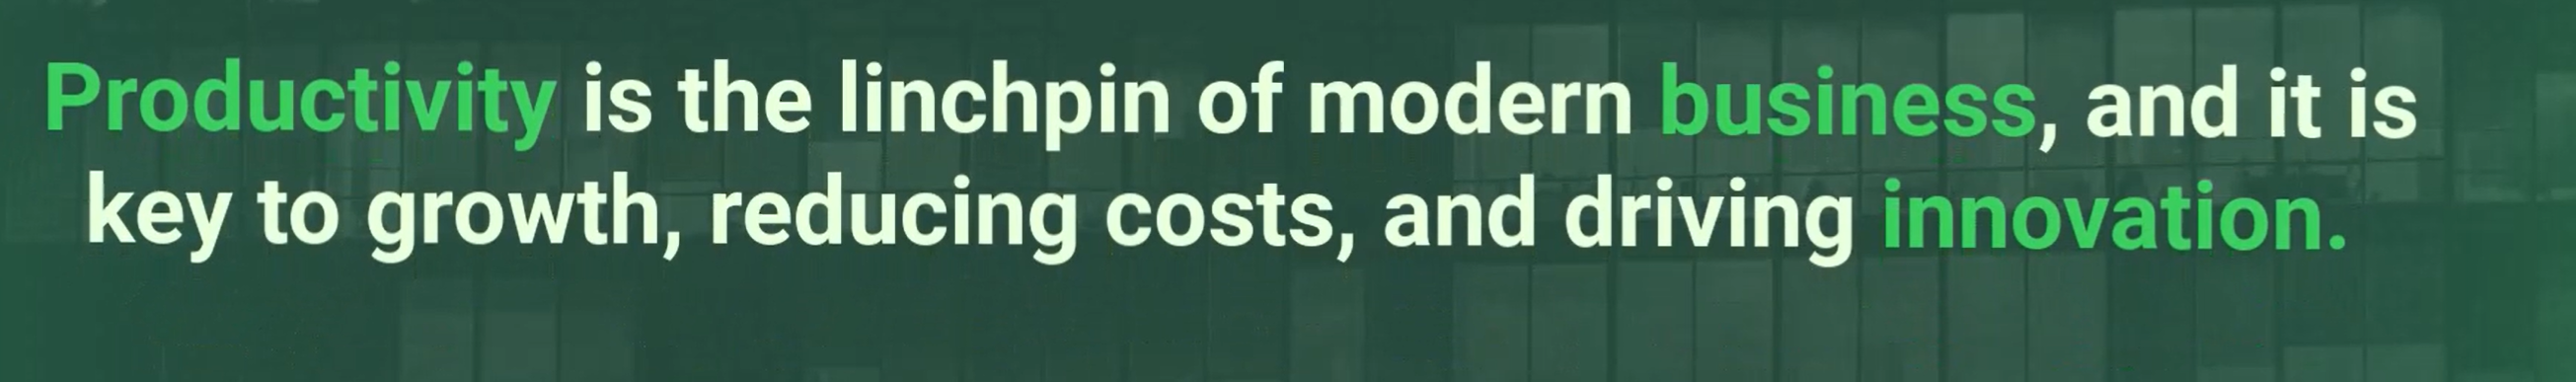 Productivity is the linchpin of modern business, and it is
key to growth, reducing costs, and driving innovation.